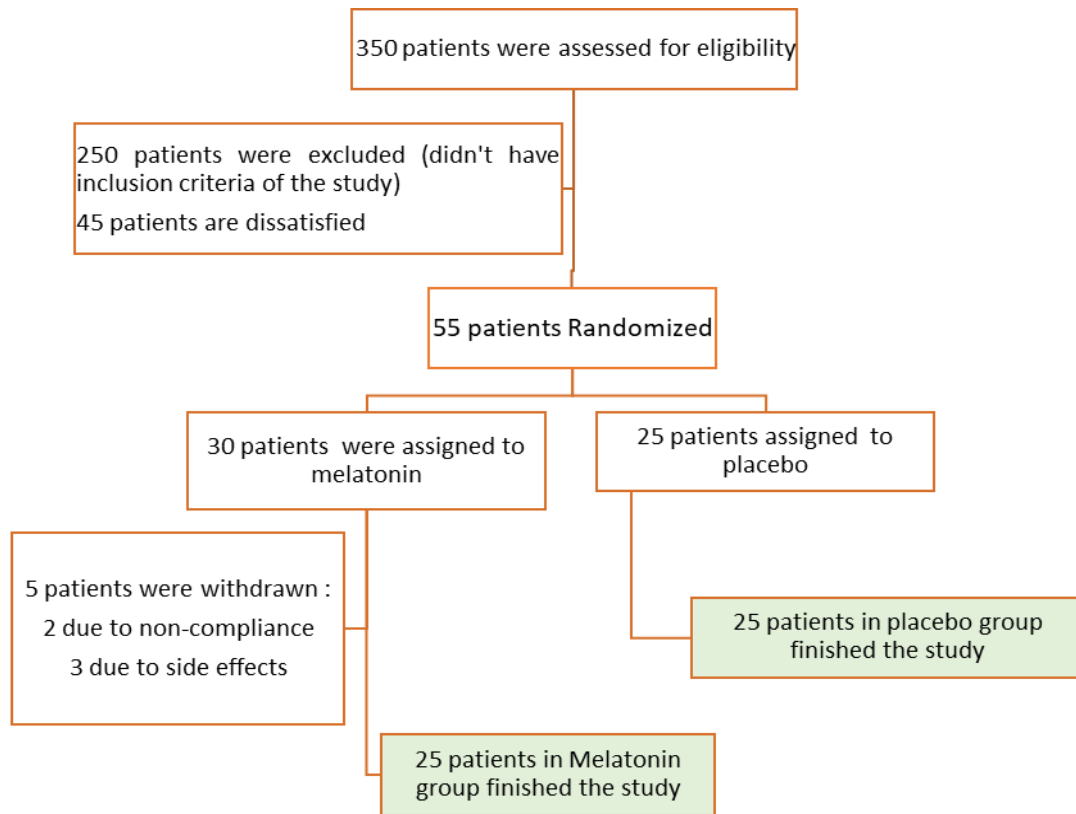 350 patients were assessed for eligibility
250 patients were excluded (didn't have
inclusion criteria of the study)
45 patients are dissatisfied
55 patients Randomized
30 patients were assigned to
melatonin
25 patients assigned to
placebo
5 patients were withdrawn :
2 due to non-compliance
3 due to side effects
25 patients in placebo group
finished the study
25 patients in Melatonin
group finished the study